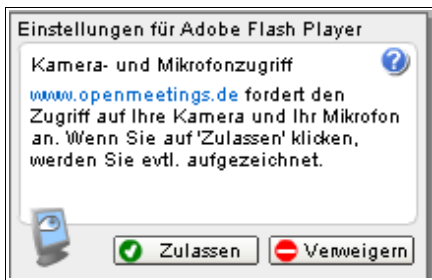 Einstellungen für Adobe Flash Player
Kamera- und Mikrofonzugriff
www.openmeetings.de fordert den
Zugriff auf Ihre Kamera und Ihr Mikrofon
an. Wenn Sie auf 'Zulassen' klicken,
werden Sie evtl. aufgezeichnet.
Zulassen
Verweigern